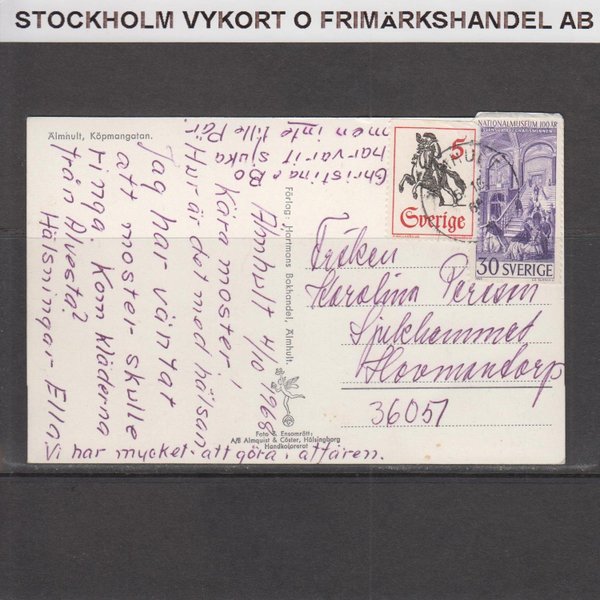 STOCKHOLM VYKORT O FRIMÄRKSHANDEL AB
Älmhult, Köpmangatan.
Älmhult 4/10 1968
Kära moster!
Hur är det med hälsan
Jag har väntat
att moster skulle
ringa. Kom kläderna
från Alvesta?
Hälsningar Ella.
Vi har mycket att göra i affären.
Christina o Bo
har varit sjuka
men inte lille Pär.
Förlag: Hartmans Bokhandel, Älmhult.
Foto & Ensamrätt:
A/B Almquist & Cöster, Hälsingborg
Handkolorerat
5
Sverige
NATIONALMUSEUM 100 ÅR
30 SVERIGE
Fröken
Karolina Person
Sjukhemmet
Hovmantorp
36051